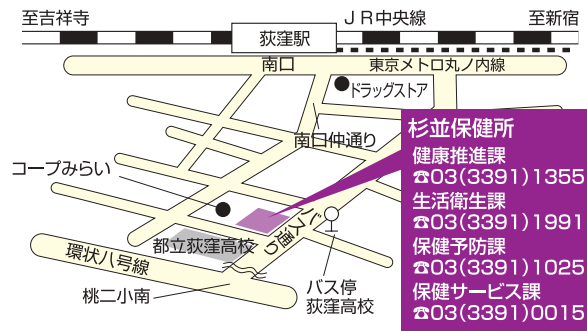 至吉祥寺
JR中央線
至新宿
荻窪駅
南口
東京メトロ丸ノ内線
ドラッグストア
南口仲通り
コープみらい
バス通り
都立荻窪高校
環状八号線
桃二小南
バス停
荻窪高校
杉並保健所
健康推進課
☎03(3391)1355
生活衛生課
☎03(3391)1991
保健予防課
☎03(3391)1025
保健サービス課
☎03(3391)0015